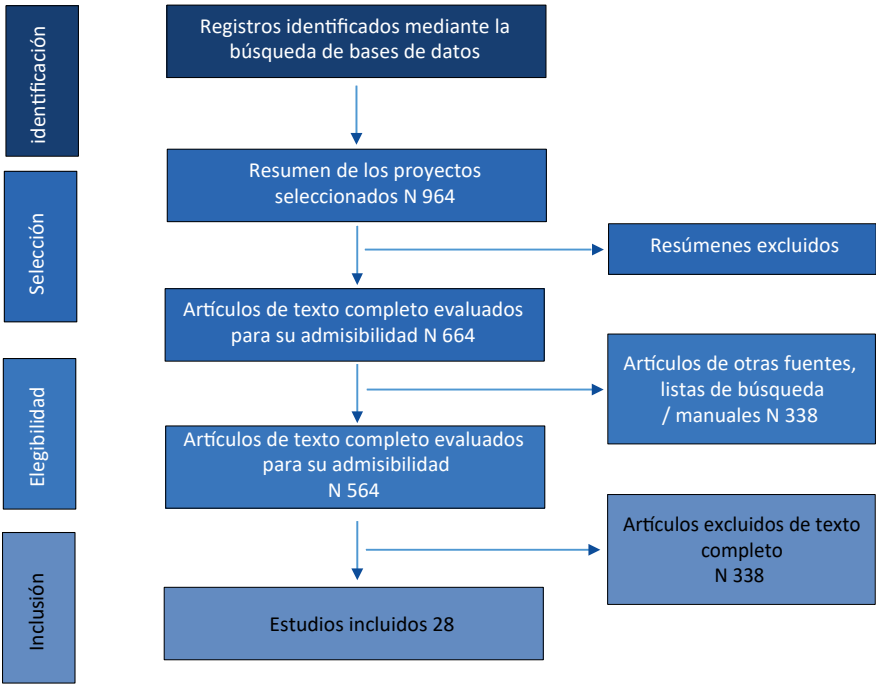 identificación
Registros identificados mediante la
búsqueda de bases de datos
Selección
Resumen de los proyectos
seleccionados N 964
Resúmenes excluidos
Artículos de texto completo evaluados
para su admisibilidad N 664
Elegibilidad
Artículos de otras fuentes,
listas de búsqueda
/ manuales N 338
Artículos de texto completo evaluados
para su admisibilidad
N 564
Inclusión
Artículos excluidos de texto
completo
N 338
Estudios incluidos 28